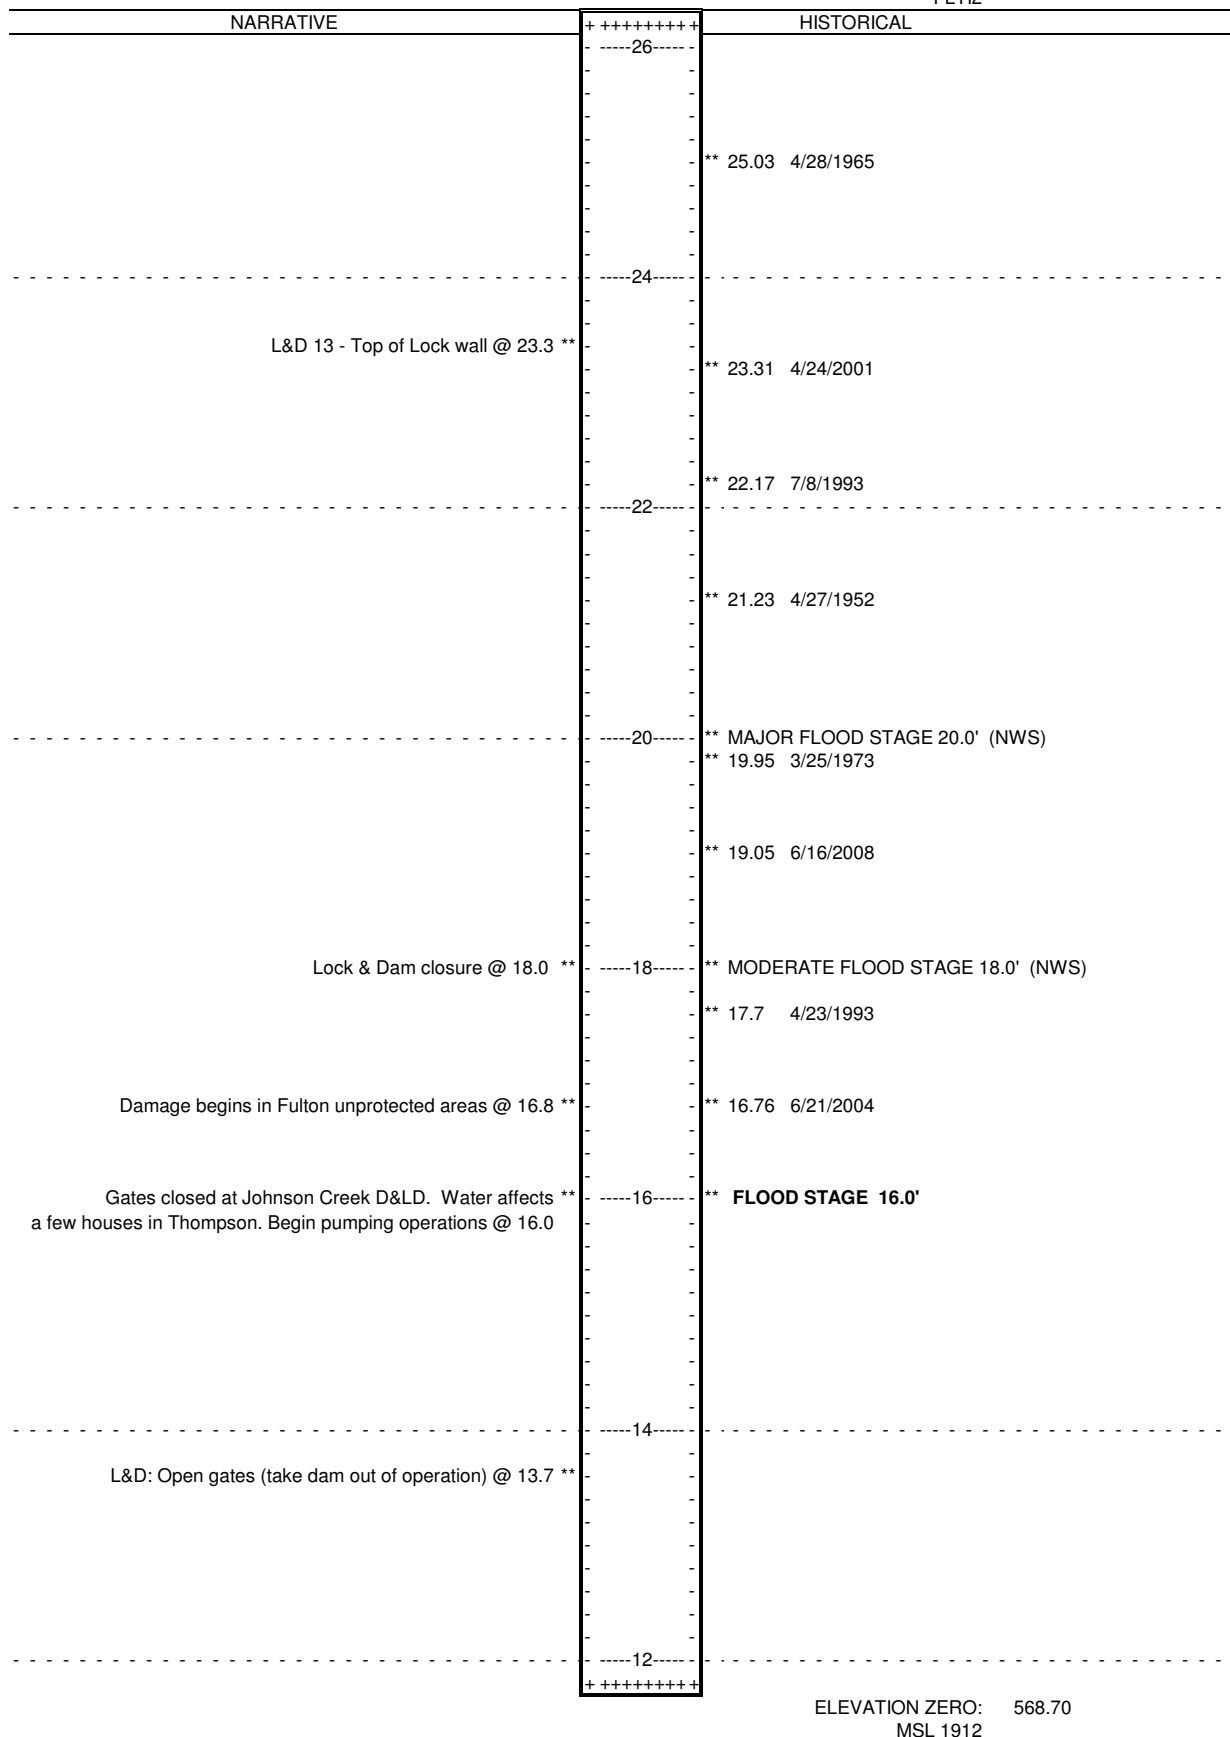 NARRATIVE HISTORICAL
+ ++++++++ +
-----26-----
** 25.03 4/28/1965
-----24-----
L&D 13 - Top of Lock wall @ 23.3 **
** 23.31 4/24/2001
** 22.17 7/8/1993
-----22-----
** 21.23 4/27/1952
-----20----- ** MAJOR FLOOD STAGE 20.0' (NWS)
** 19.95 3/25/1973
** 19.05 6/16/2008
Lock & Dam closure @ 18.0 ** -----18----- ** MODERATE FLOOD STAGE 18.0' (NWS)
** 17.7 4/23/1993
Damage begins in Fulton unprotected areas @ 16.8 ** ** 16.76 6/21/2004
Gates closed at Johnson Creek D&LD. Water affects ** -----16----- ** FLOOD STAGE 16.0'
a few houses in Thompson. Begin pumping operations @ 16.0
-----14-----
L&D: Open gates (take dam out of operation) @ 13.7 **
-----12-----
+ ++++++++ +
ELEVATION ZERO: 568.70
MSL 1912